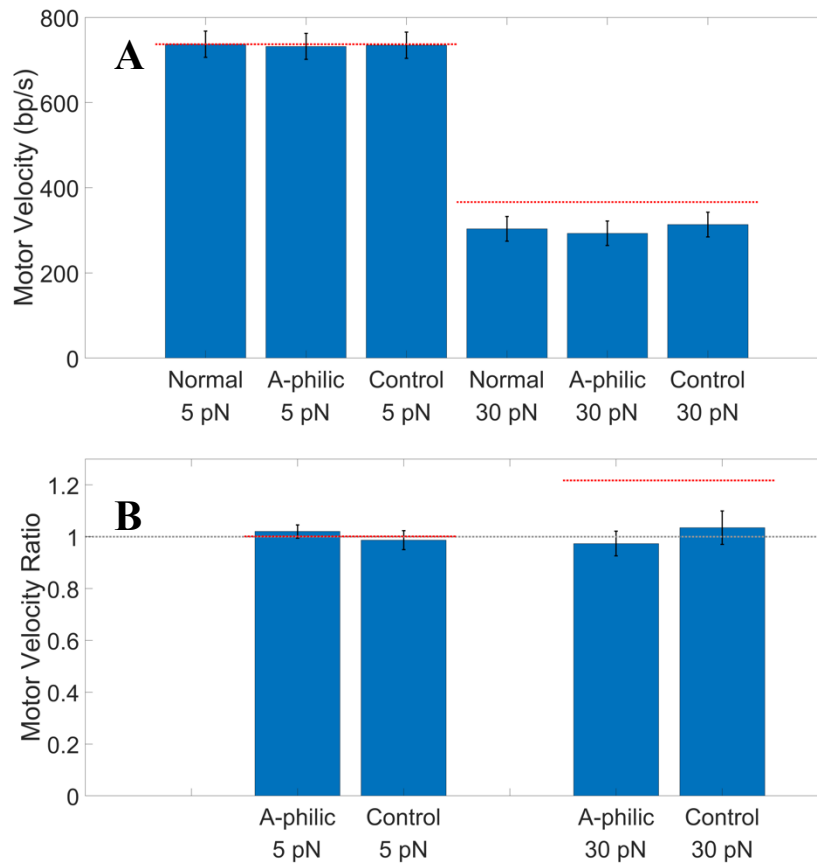 A
Motor Velocity (bp/s)
800
600
400
200
0
Normal A-philic Control Normal A-philic Control
5 pN 5 pN 5 pN 30 pN 30 pN 30 pN
B
Motor Velocity Ratio
1.2
1
0.8
0.6
0.4
0.2
0
A-philic Control A-philic Control
5 pN 5 pN 30 pN 30 pN